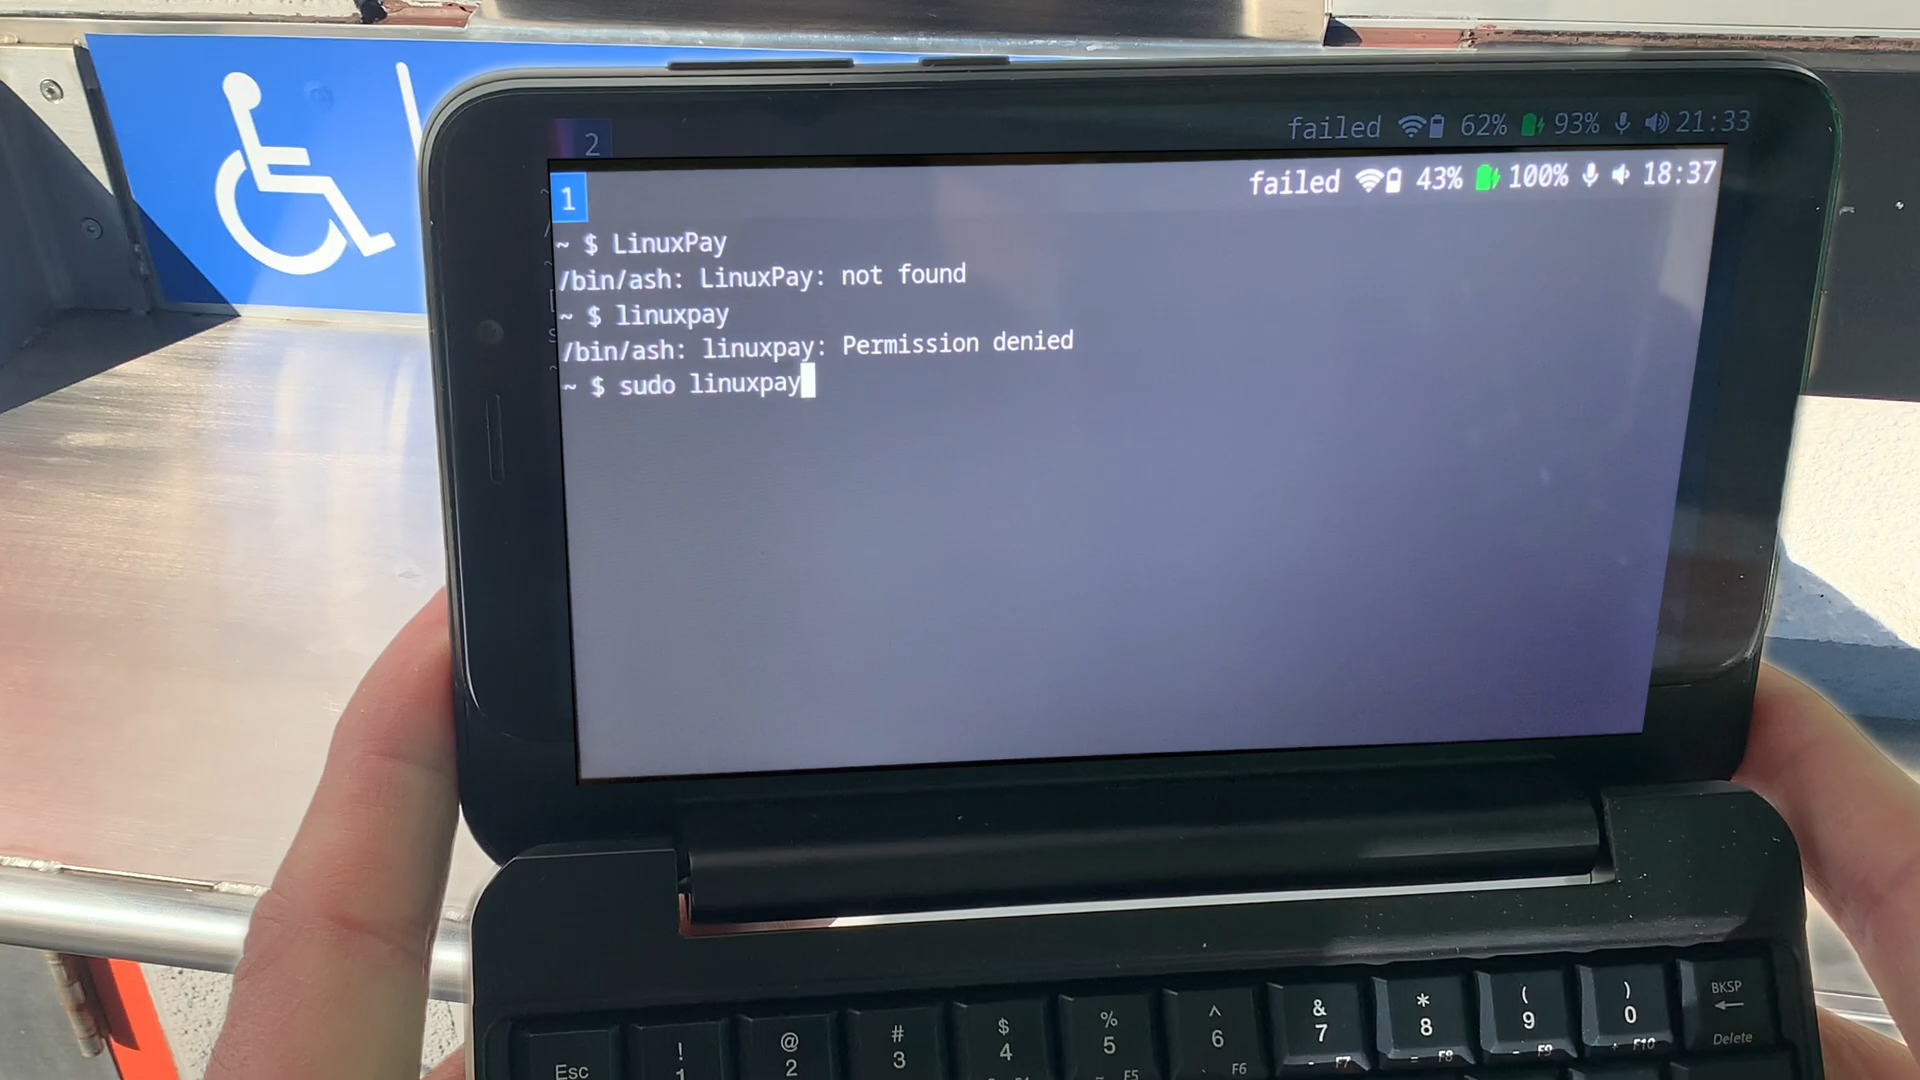 2 failed 62% 93% 21:33
1 failed 43% 100% 18:37
~ $ LinuxPay
/bin/ash: LinuxPay: not found
~ $ linuxpay
/bin/ash: linuxpay: Permission denied
~ $ sudo linuxpay
! @ # $ % ^ & * ( ) BKSP
Esc 1 2 3 4 5 6 7 8 9 0 Delete
F5 F6 F7 F8 F9 F10